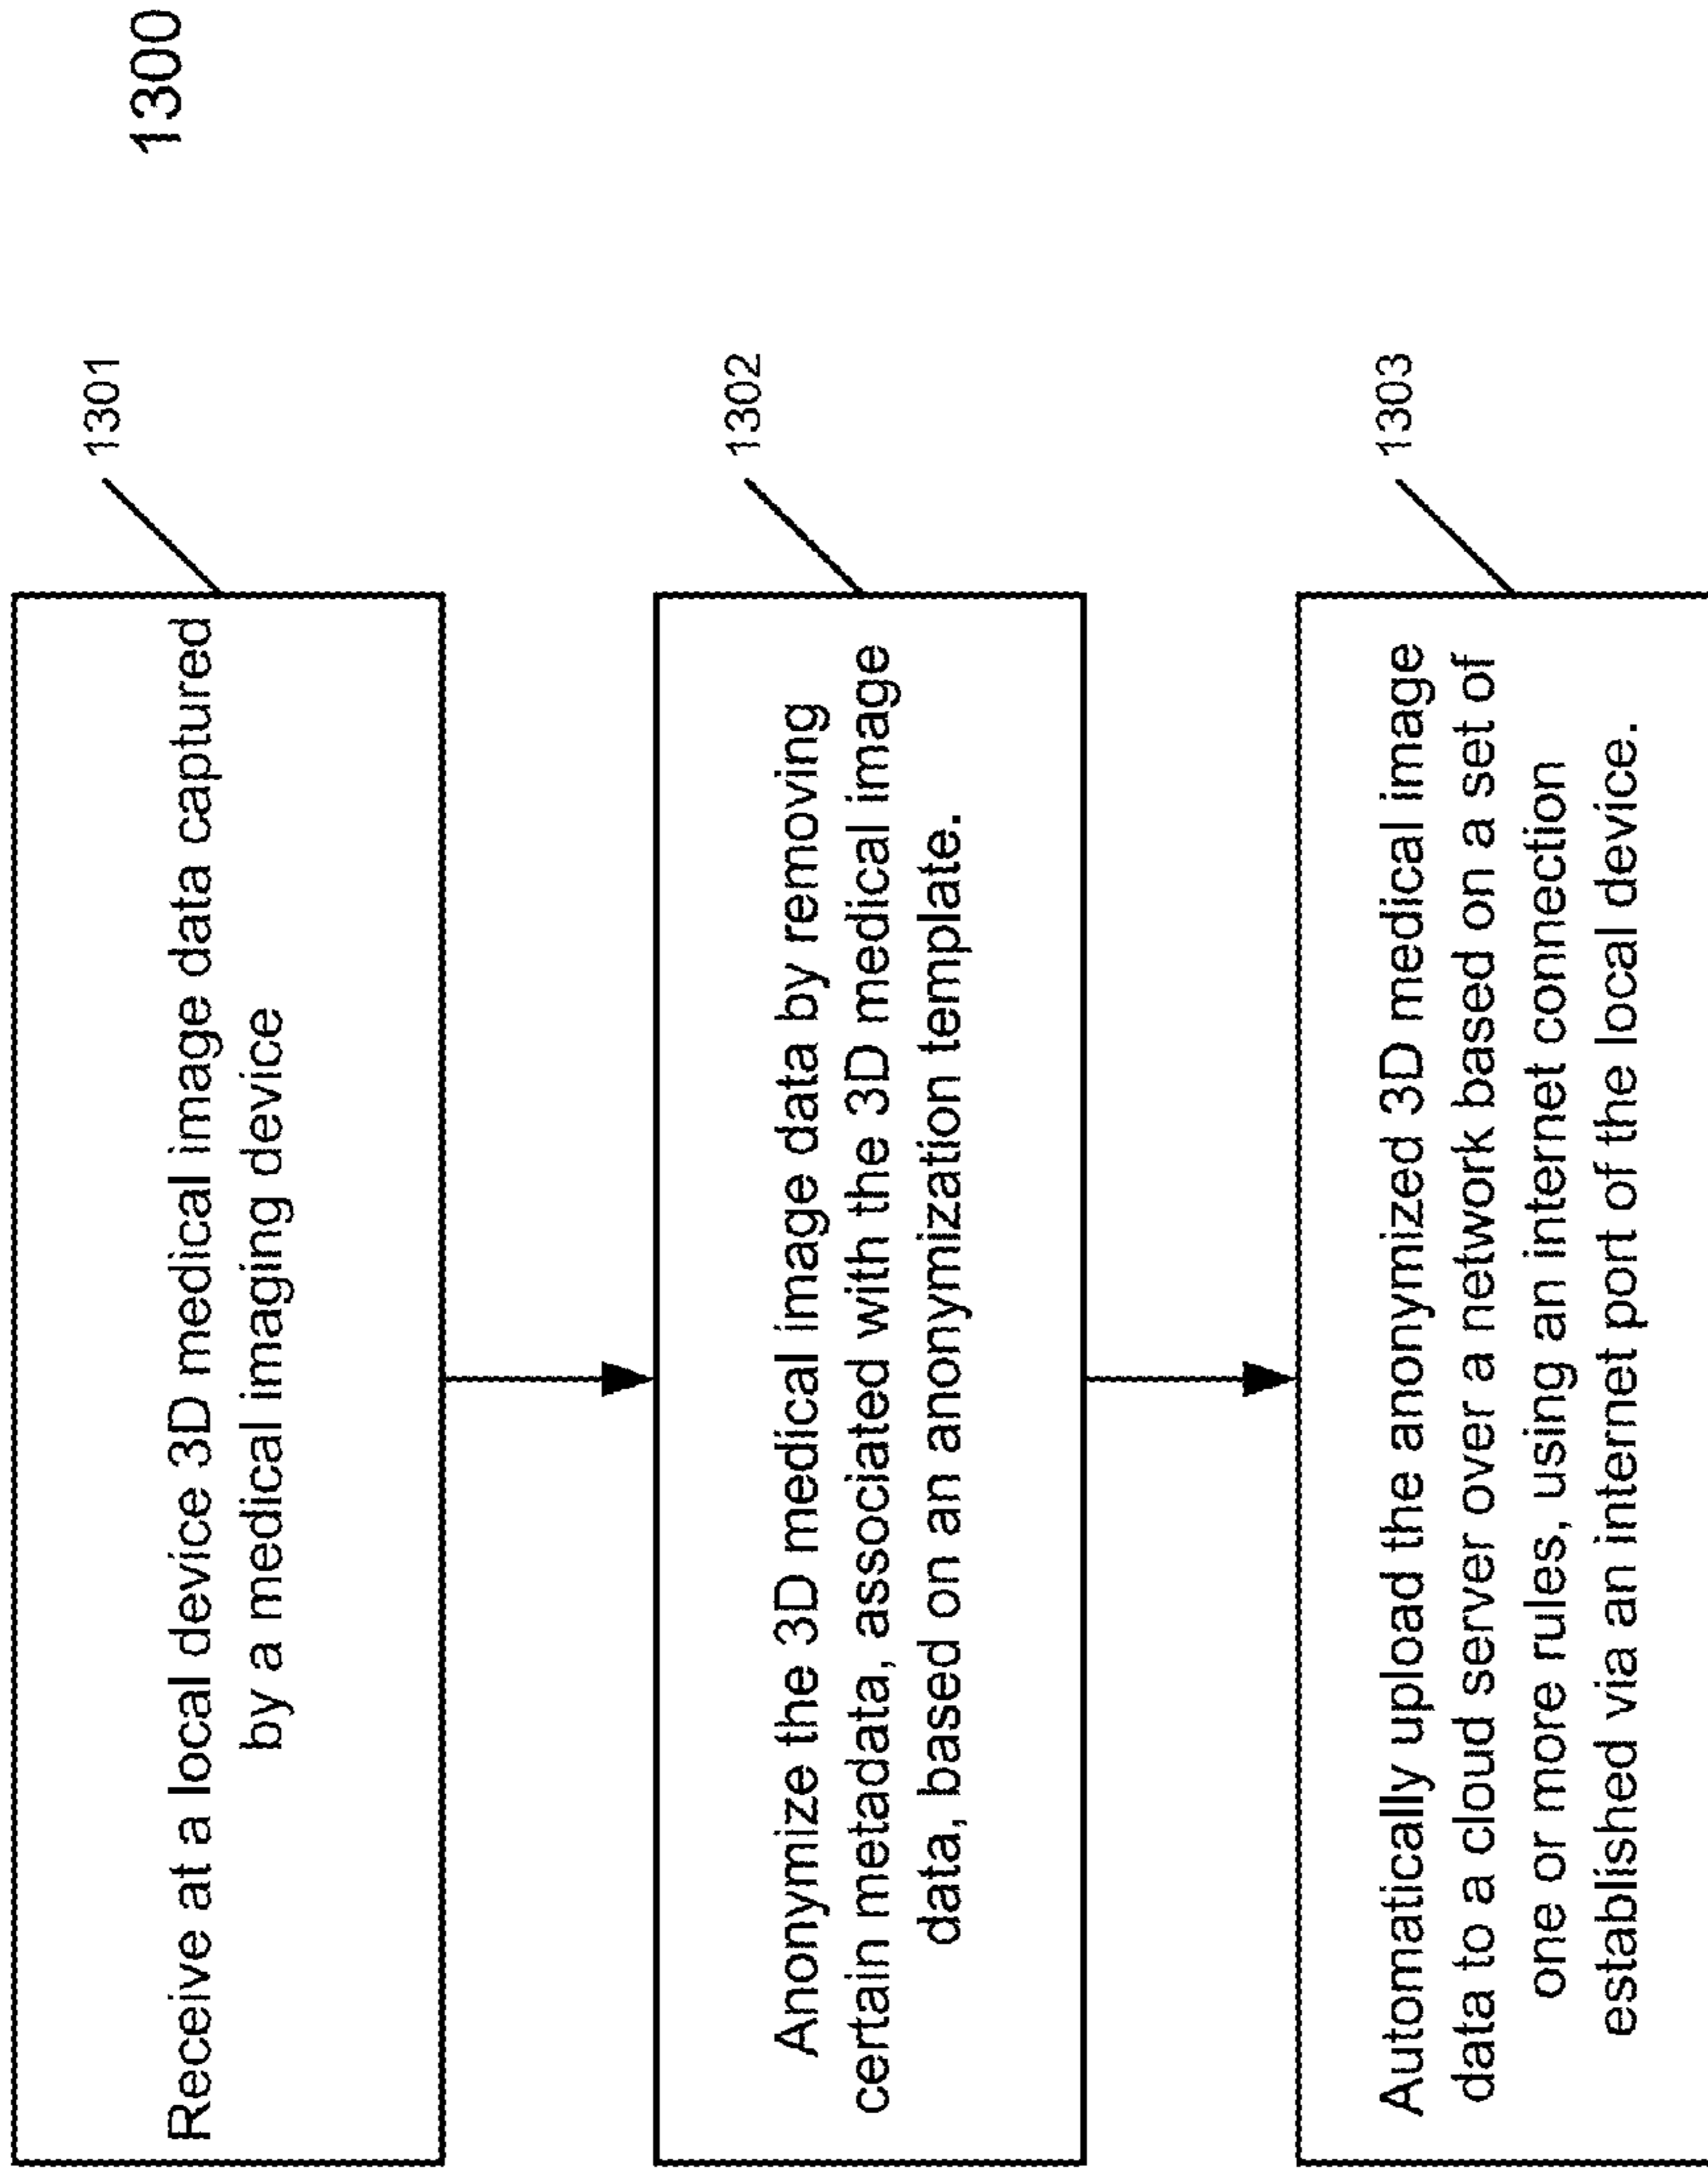 1300
1301
Receive at a local device 3D medical image data captured
by a medical imaging device
1302
Anonymize the 3D medical image data by removing
certain metadata, associated with the 3D medical image
data, based on an anonymization template.
1303
Automatically upload the anonymized 3D medical image
data to a cloud server over a network based on a set of
one or more rules, using an internet connection
established via an internet port of the local device.